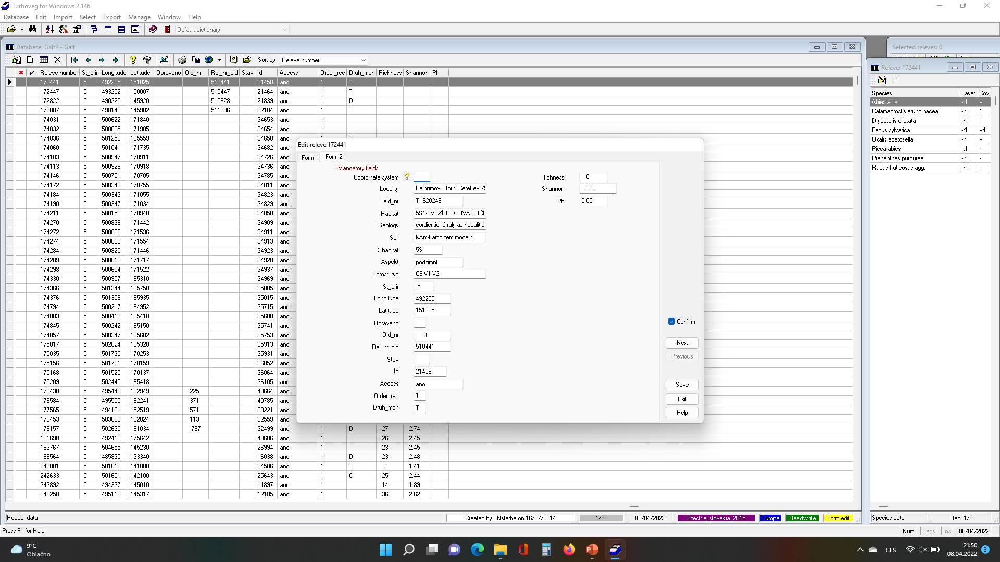 Turboveg for Windows 2.146
Database Edit Import Select Export Manage Window Help
Default dictionary
Database: Galt2 - Galt
Sort by Relevé number
Releve number St_prir Longitude Latitude Opraveno Old_nr Rel_nr_old Stav Id Access Order_rec Druh_mon Richness Shannon Ph
172441 5 492205 151825 510441 21458 ano 1 T
172447 5 493202 150007 510447 21464 ano 1 T
172822 5 490220 145920 510828 21839 ano 1 D
173087 5 490148 145902 511096 22104 ano 1 T
174031 5 500622 171840 34653 ano 1
174032 5 500625 171905 34654 ano 1
174036 5 501250 165559 34658 ano
174060 5 501041 171735 34682 ano
174103 5 500947 170911 34726 ano
174113 5 500929 170918 34736 ano
174146 5 500701 170705 34785 ano
174172 5 500340 170755 34811 ano
174184 5 500343 171055 34823 ano
174190 5 500347 171034 34829 ano
174211 5 500152 170940 34850 ano
174270 5 500838 171442 34909 ano
174272 5 500802 171536 34911 ano
174274 5 500802 171554 34913 ano
174284 5 500820 171446 34923 ano
174289 5 500618 171717 34928 ano
174298 5 500654 171522 34937 ano
174330 5 500907 165310 34969 ano
174366 5 501344 165750 35005 ano
174376 5 501308 165935 35015 ano
174794 5 500217 164952 35715 ano
174803 5 500412 165418 35600 ano
174845 5 500242 165150 35741 ano
174857 5 500347 165602 35753 ano
175017 5 502624 165320 35913 ano
175035 5 501735 170253 35931 ano
175156 5 501731 170159 36052 ano
175168 5 501525 170137 36064 ano
175209 5 502440 165418 36105 ano
176438 5 495443 162949 225 40664 ano
176584 5 495555 162241 371 40785 ano
177565 5 494131 152519 571 23221 ano
178453 5 503636 162024 113 32559 ano
179157 5 502635 161034 1787 32499 ano 1 D 27 2.74
181690 5 492418 175642 49606 ano 1 26 2.45
193767 5 504655 145230 26994 ano 1 23 2.45
196564 5 485830 133340 16038 ano 1 D 23 2.48
242001 5 501619 141800 24586 ano 1 T 6 1.41
242633 5 501601 142100 25643 ano 1 C 25 2.44
242892 5 494337 145010 11897 ano 1 14 1.89
243250 5 495118 145317 12185 ano 1 36 2.62
Header data Created by BNsterba on 16/07/2014 1/68 08/04/2022 Czechia_slovakia_2015 Europe ReadWrite Form edit
Edit releve 172441
Form 1 Form 2
* Mandatory fields
Coordinate system: ?
Locality: Pelhřimov, Horní Cerekev,7
Field_nr: T1620249
Habitat: 5S1-SVĚŽÍ JEDLOVÁ BUČI
Geology: cordieritické ruly až nebulitic
Soil: KAm-kambizem modální
C_habitat: 5S1
Aspekt: podzimní
Porost_typ: C6 V1 V2
St_prir: 5
Longitude: 492205
Latitude: 151825
Opraveno:
Old_nr: 0
Rel_nr_old: 510441
Stav:
Id: 21458
Access: ano
Order_rec: 1
Druh_mon: T
Richness: 0
Shannon: 0.00
Ph: 0.00
Confirm
Next
Previous
Save
Exit
Help
Selected releves: 0
Releve: 172441
Species Layer Cov
Abies alba -t1 +
Calamagrostis arundinacea -hl 1
Dryopteris dilatata -hl +
Fagus sylvatica -t1 +4
Oxalis acetosella -hl +
Picea abies -t1 +
Prenanthes purpurea -hl -
Rubus fruticosus agg. -hl +
Species data Rec: 1/8
Press F1 for Help Num Caps Ins 08/04/2022
9°C
Oblačno
CES
21:50
08.04.2022
3